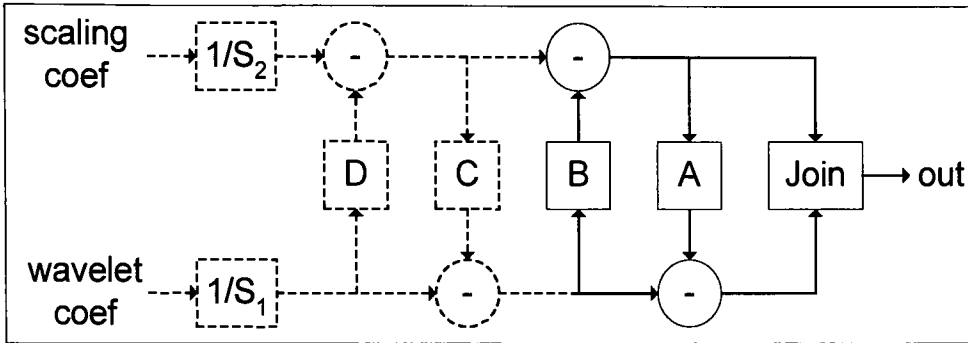 scaling
coef
1/S₂
-
-
D
C
B
A
Join
out
wavelet
coef
1/S₁
-
-